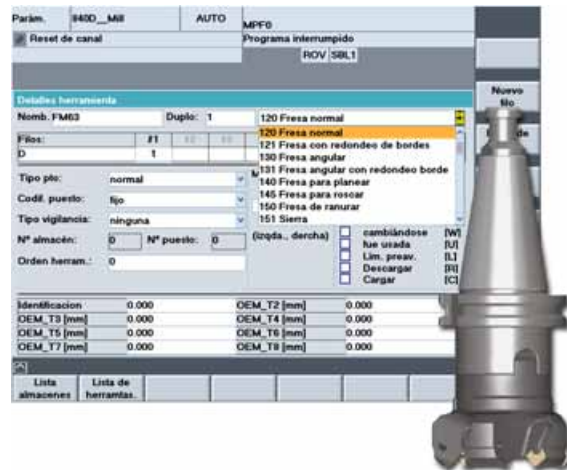 Parám. 840D__Mill AUTO MPF0
Reset de canal Programa interrumpido
ROV SBL1
Nuevo
filo
Detalles herramienta
Nomb. FM63 Duplo: 1 120 Fresa normal
Filos: #1 120 Fresa normal
D 1 121 Fresa con redondeo de bordes
130 Fresa angular
131 Fresa angular con redondeo borde
Tipo pto: normal 140 Fresa para planear
145 Fresa para roscar
Codif. puesto: fijo 150 Fresa de ranurar
151 Sierra
Tipo vigilancia: ninguna
Nº almacén: 0 Nº puesto: 0 (izqda., dercha) cambiándose [W]
fue usada [U]
Orden herram.: 0 Lim. preav. [L]
Descargar [R]
Cargar [C]
Identificacion 0.000 OEM_T2 [mm] 0.000
OEM_T3 [mm] 0.000 OEM_T4 [mm] 0.000
OEM_T5 [mm] 0.000 OEM_T6 [mm] 0.000
OEM_T7 [mm] 0.000 OEM_T8 [mm] 0.000
Lista Lista de
almacenes herramtas.